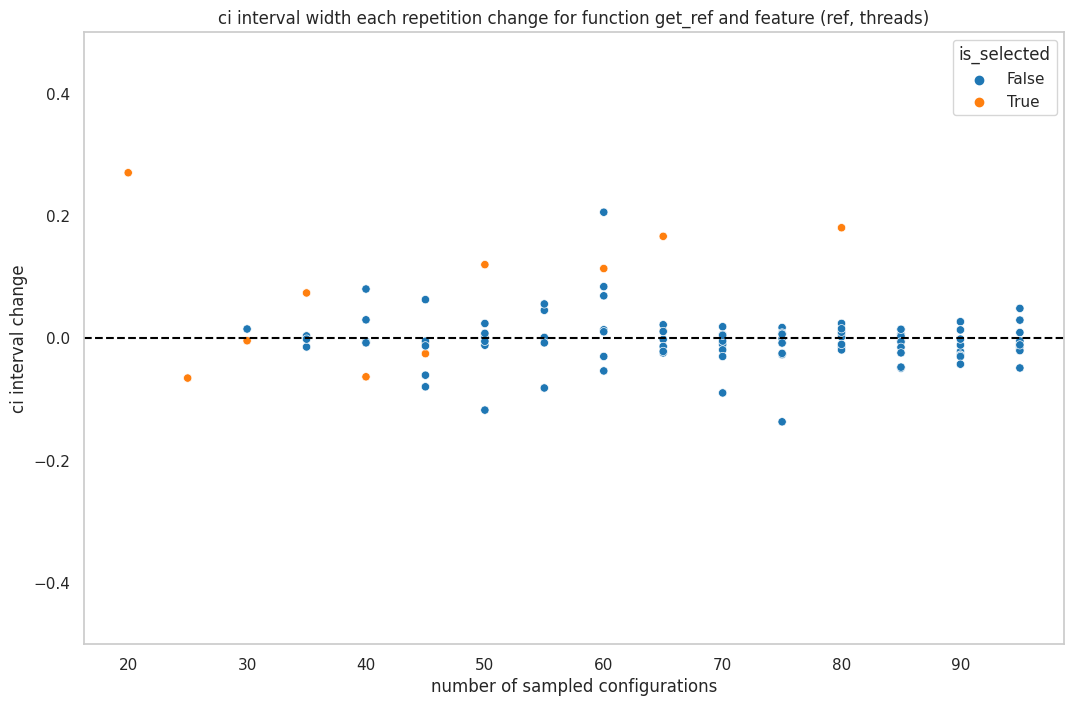 ci interval width each repetition change for function get_ref and feature (ref, threads)
is_selected
False
True
0.4
0.2
0.0
−0.2
−0.4
ci interval change
20 30 40 50 60 70 80 90
number of sampled configurations